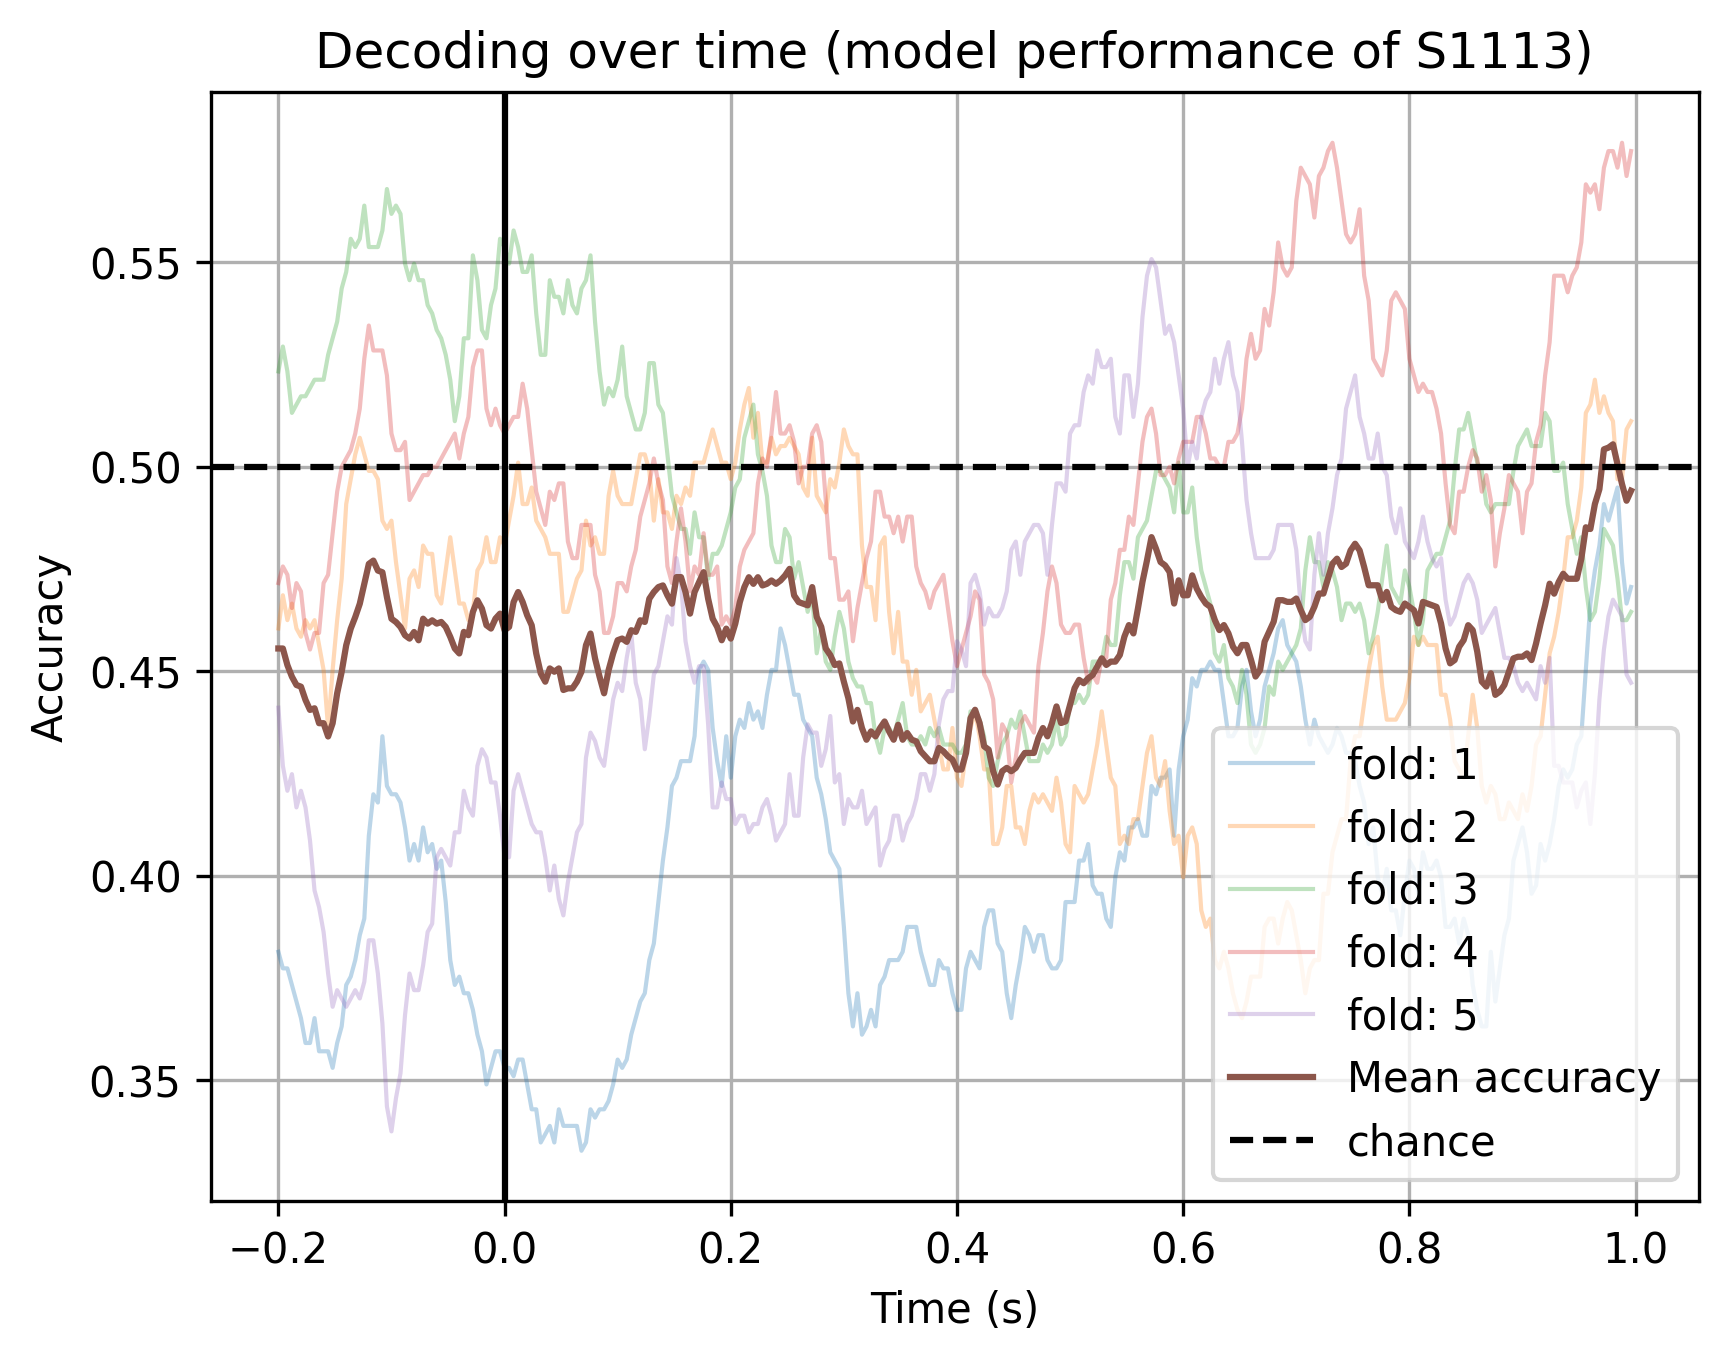 Decoding over time (model performance of S1113)
Accuracy
0.55
0.50
0.45
0.40
0.35
fold: 1
fold: 2
fold: 3
fold: 4
fold: 5
Mean accuracy
chance
−0.2 0.0 0.2 0.4 0.6 0.8 1.0
Time (s)